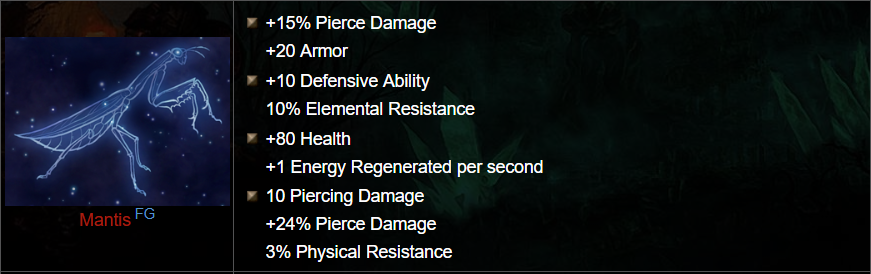 +15% Pierce Damage
+20 Armor
+10 Defensive Ability
10% Elemental Resistance
+80 Health
+1 Energy Regenerated per second
10 Piercing Damage
+24% Pierce Damage
3% Physical Resistance
Mantis FG